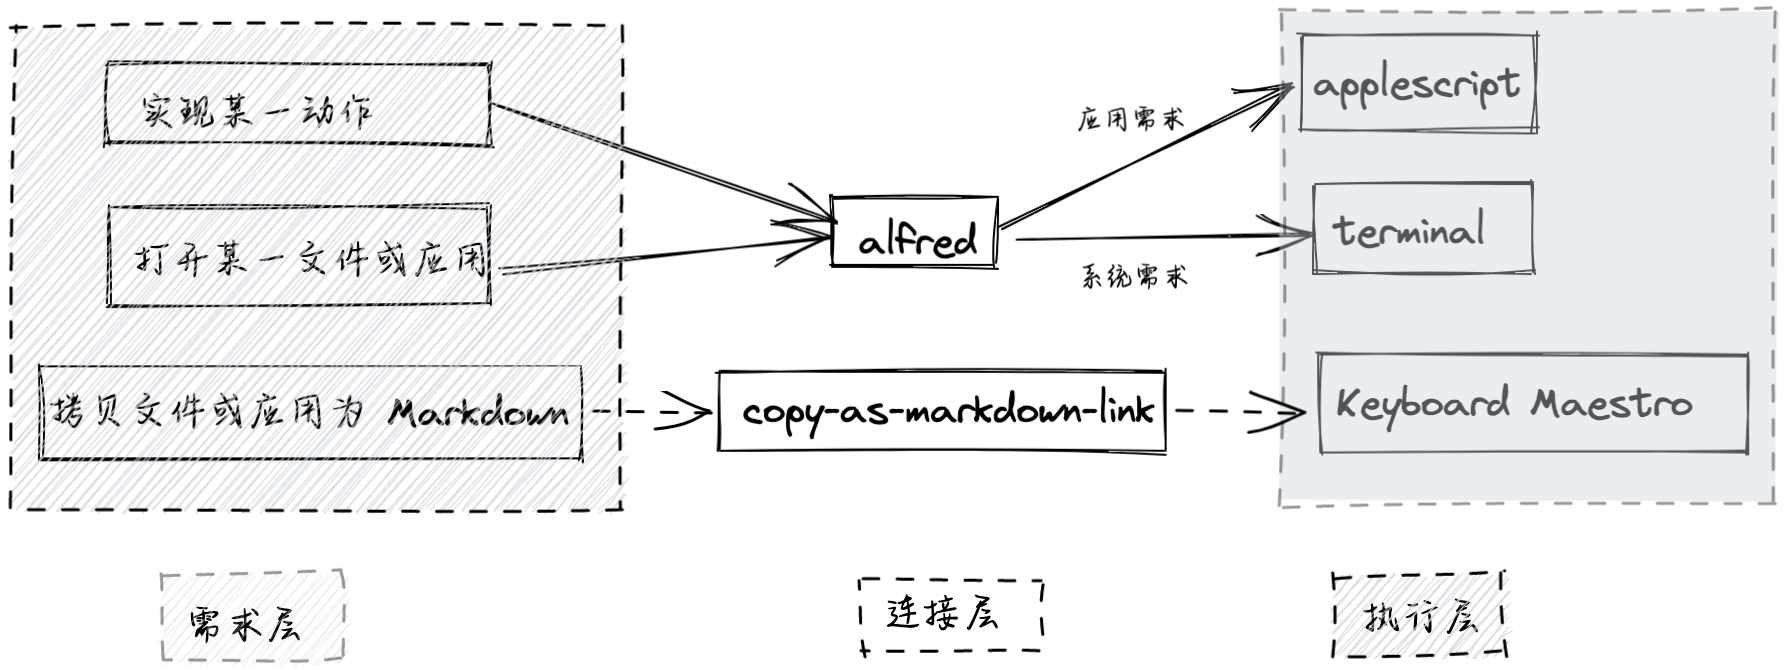 实现某一动作
打开某一文件或应用
拷贝文件或应用为 Markdown
应用需求
alfred
系统需求
copy-as-markdown-link
applescript
terminal
Keyboard Maestro
需求层
连接层
执行层